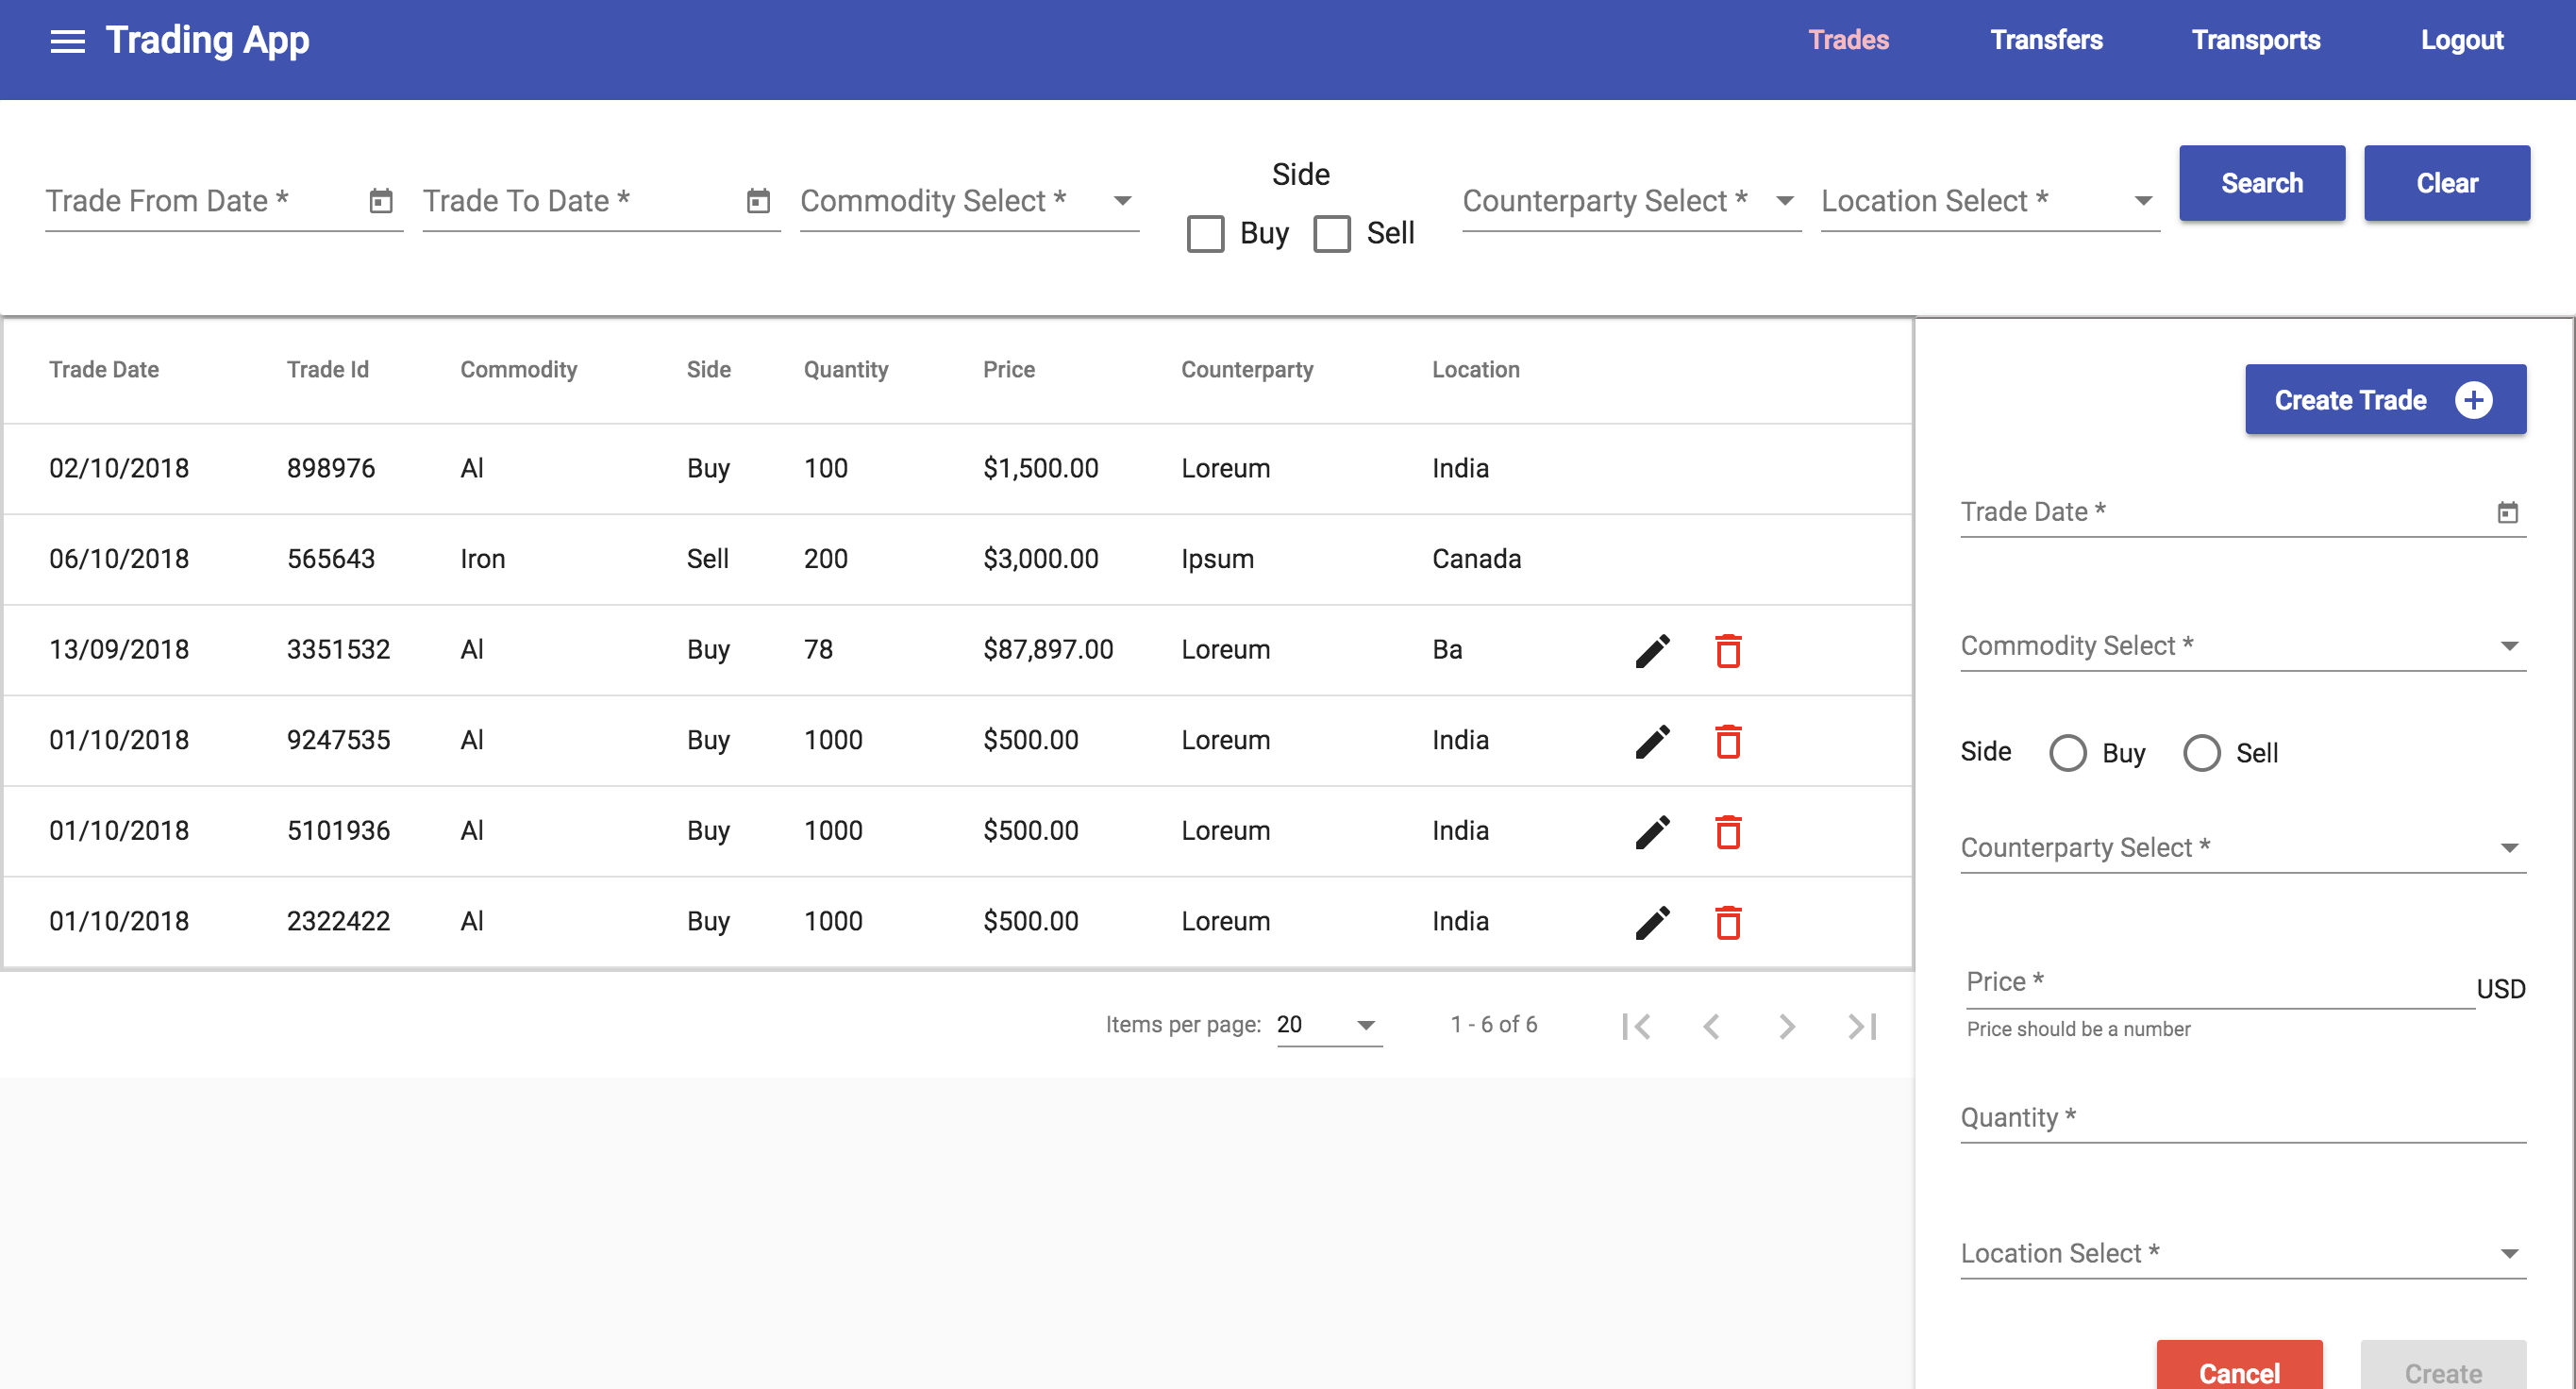 Trading App Trades Transfers Transports Logout
Trade From Date * Trade To Date * Commodity Select * Side Counterparty Select * Location Select * Search Clear
Buy Sell
Trade Date Trade Id Commodity Side Quantity Price Counterparty Location
02/10/2018 898976 Al Buy 100 $1,500.00 Loreum India
06/10/2018 565643 Iron Sell 200 $3,000.00 Ipsum Canada
13/09/2018 3351532 Al Buy 78 $87,897.00 Loreum Ba
01/10/2018 9247535 Al Buy 1000 $500.00 Loreum India
01/10/2018 5101936 Al Buy 1000 $500.00 Loreum India
01/10/2018 2322422 Al Buy 1000 $500.00 Loreum India
Items per page: 20 1 - 6 of 6
Create Trade
Trade Date *
Commodity Select *
Side Buy Sell
Counterparty Select *
Price * USD
Price should be a number
Quantity *
Location Select *
Cancel Create